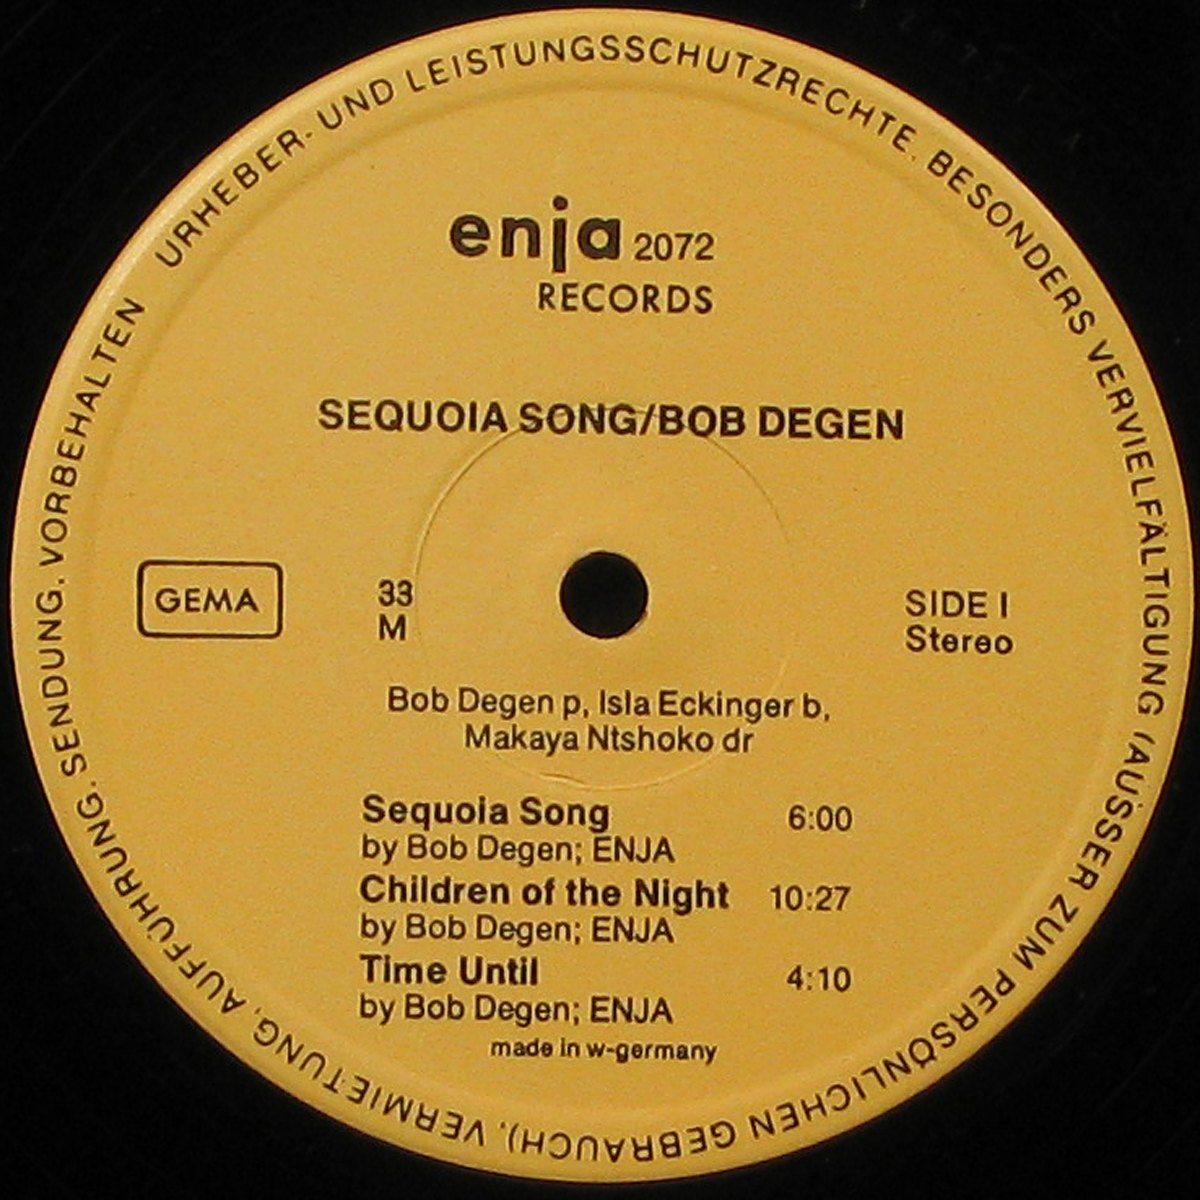 URHEBER- UND LEISTUNGSSCHUTZRECHTE. BESONDERS VERVIELFÄLTIGUNG (AUSSER ZUM PERSÖNLICHEN GEBRAUCH), VERMIETUNG, AUFFÜHRUNG, SENDUNG, VORBEHALTEN
enja 2072
RECORDS
SEQUOIA SONG/BOB DEGEN
GEMA
33
M
SIDE I
Stereo
Bob Degen p, Isla Eckinger b,
Makaya Ntshoko dr
Sequoia Song 6:00
by Bob Degen; ENJA
Children of the Night 10:27
by Bob Degen; ENJA
Time Until 4:10
by Bob Degen; ENJA
made in w-germany